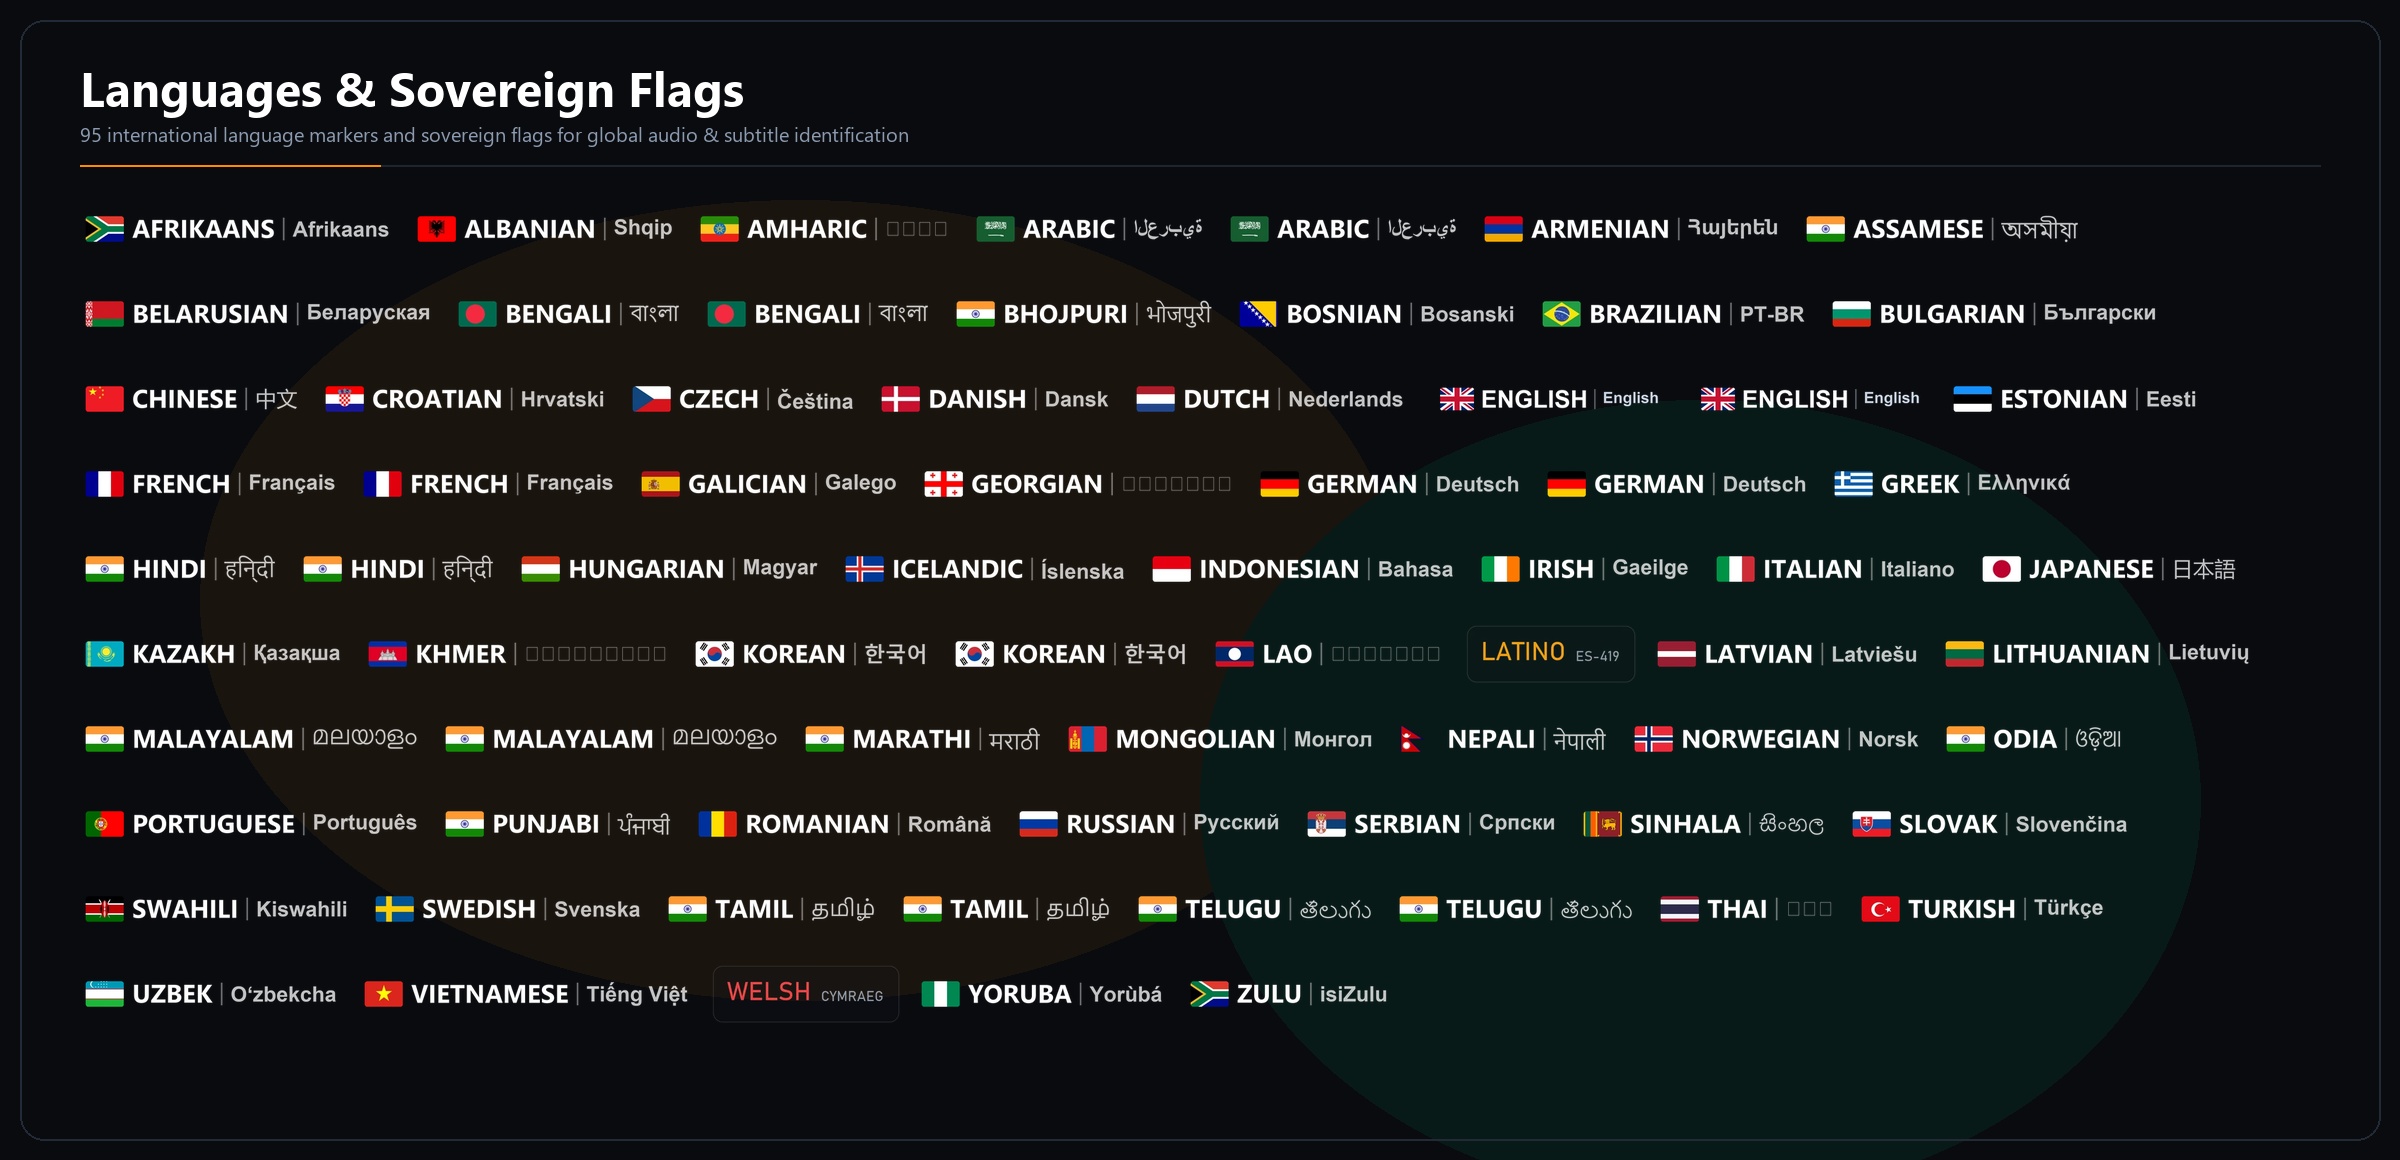 Languages & Sovereign Flags
95 international language markers and sovereign flags for global audio & subtitle identification
AFRIKAANS | Afrikaans ALBANIAN | Shqip AMHARIC | ARABIC | ةيبرعلا ARABIC | ةيبرعلا ARMENIAN | Հայերեն ASSAMESE | অসমীয়া
BELARUSIAN | Беларуская BENGALI | বাংলা BENGALI | বাংলা BHOJPURI | भोजपुरी BOSNIAN | Bosanski BRAZILIAN | PT-BR BULGARIAN | Български
CHINESE | 中文 CROATIAN | Hrvatski CZECH | Čeština DANISH | Dansk DUTCH | Nederlands ENGLISH | English ENGLISH | English ESTONIAN | Eesti
FRENCH | Français FRENCH | Français GALICIAN | Galego GEORGIAN | GERMAN | Deutsch GERMAN | Deutsch GREEK | Ελληνικά
HINDI | हनि्दी HINDI | हनि्दी HUNGARIAN | Magyar ICELANDIC | Íslenska INDONESIAN | Bahasa IRISH | Gaeilge ITALIAN | Italiano JAPANESE | 日本語
KAZAKH | Қазақша KHMER | KOREAN | 한국어 KOREAN | 한국어 LAO | LATINO ES-419 LATVIAN | Latviešu LITHUANIAN | Lietuvių
MALAYALAM | മലയാളം MALAYALAM | മലയാളം MARATHI | मराठी MONGOLIAN | Монгол NEPALI | नेपाली NORWEGIAN | Norsk ODIA | ଓଡ଼ିଆ
PORTUGUESE | Português PUNJABI | ਪੰਜਾਬੀ ROMANIAN | Română RUSSIAN | Русский SERBIAN | Српски SINHALA | සිංහල SLOVAK | Slovenčina
SWAHILI | Kiswahili SWEDISH | Svenska TAMIL | தமிழ் TAMIL | தமிழ் TELUGU | తెలుగు TELUGU | తెలుగు THAI | TURKISH | Türkçe
UZBEK | Oʻzbekcha VIETNAMESE | Tiếng Việt WELSH CYMRAEG YORUBA | Yorùbá ZULU | isiZulu